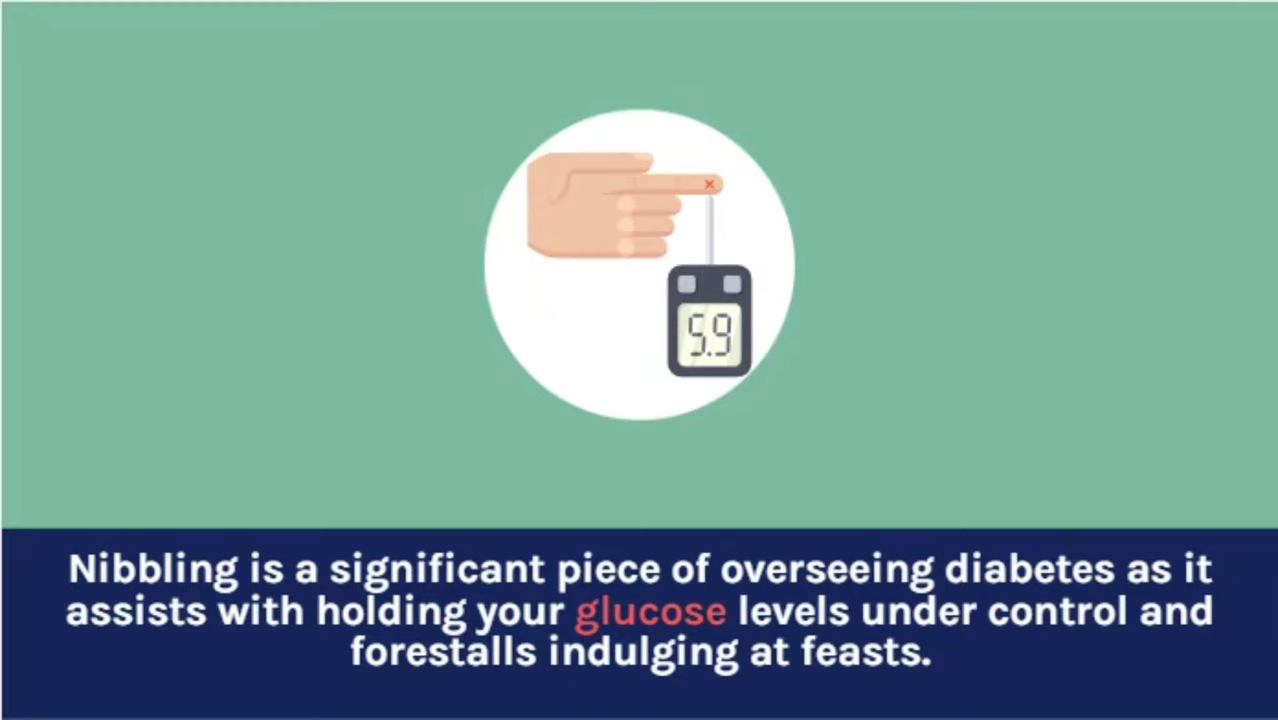 5.9
Nibbling is a significant piece of overseeing diabetes as it
assists with holding your glucose levels under control and
forestalls indulging at feasts.